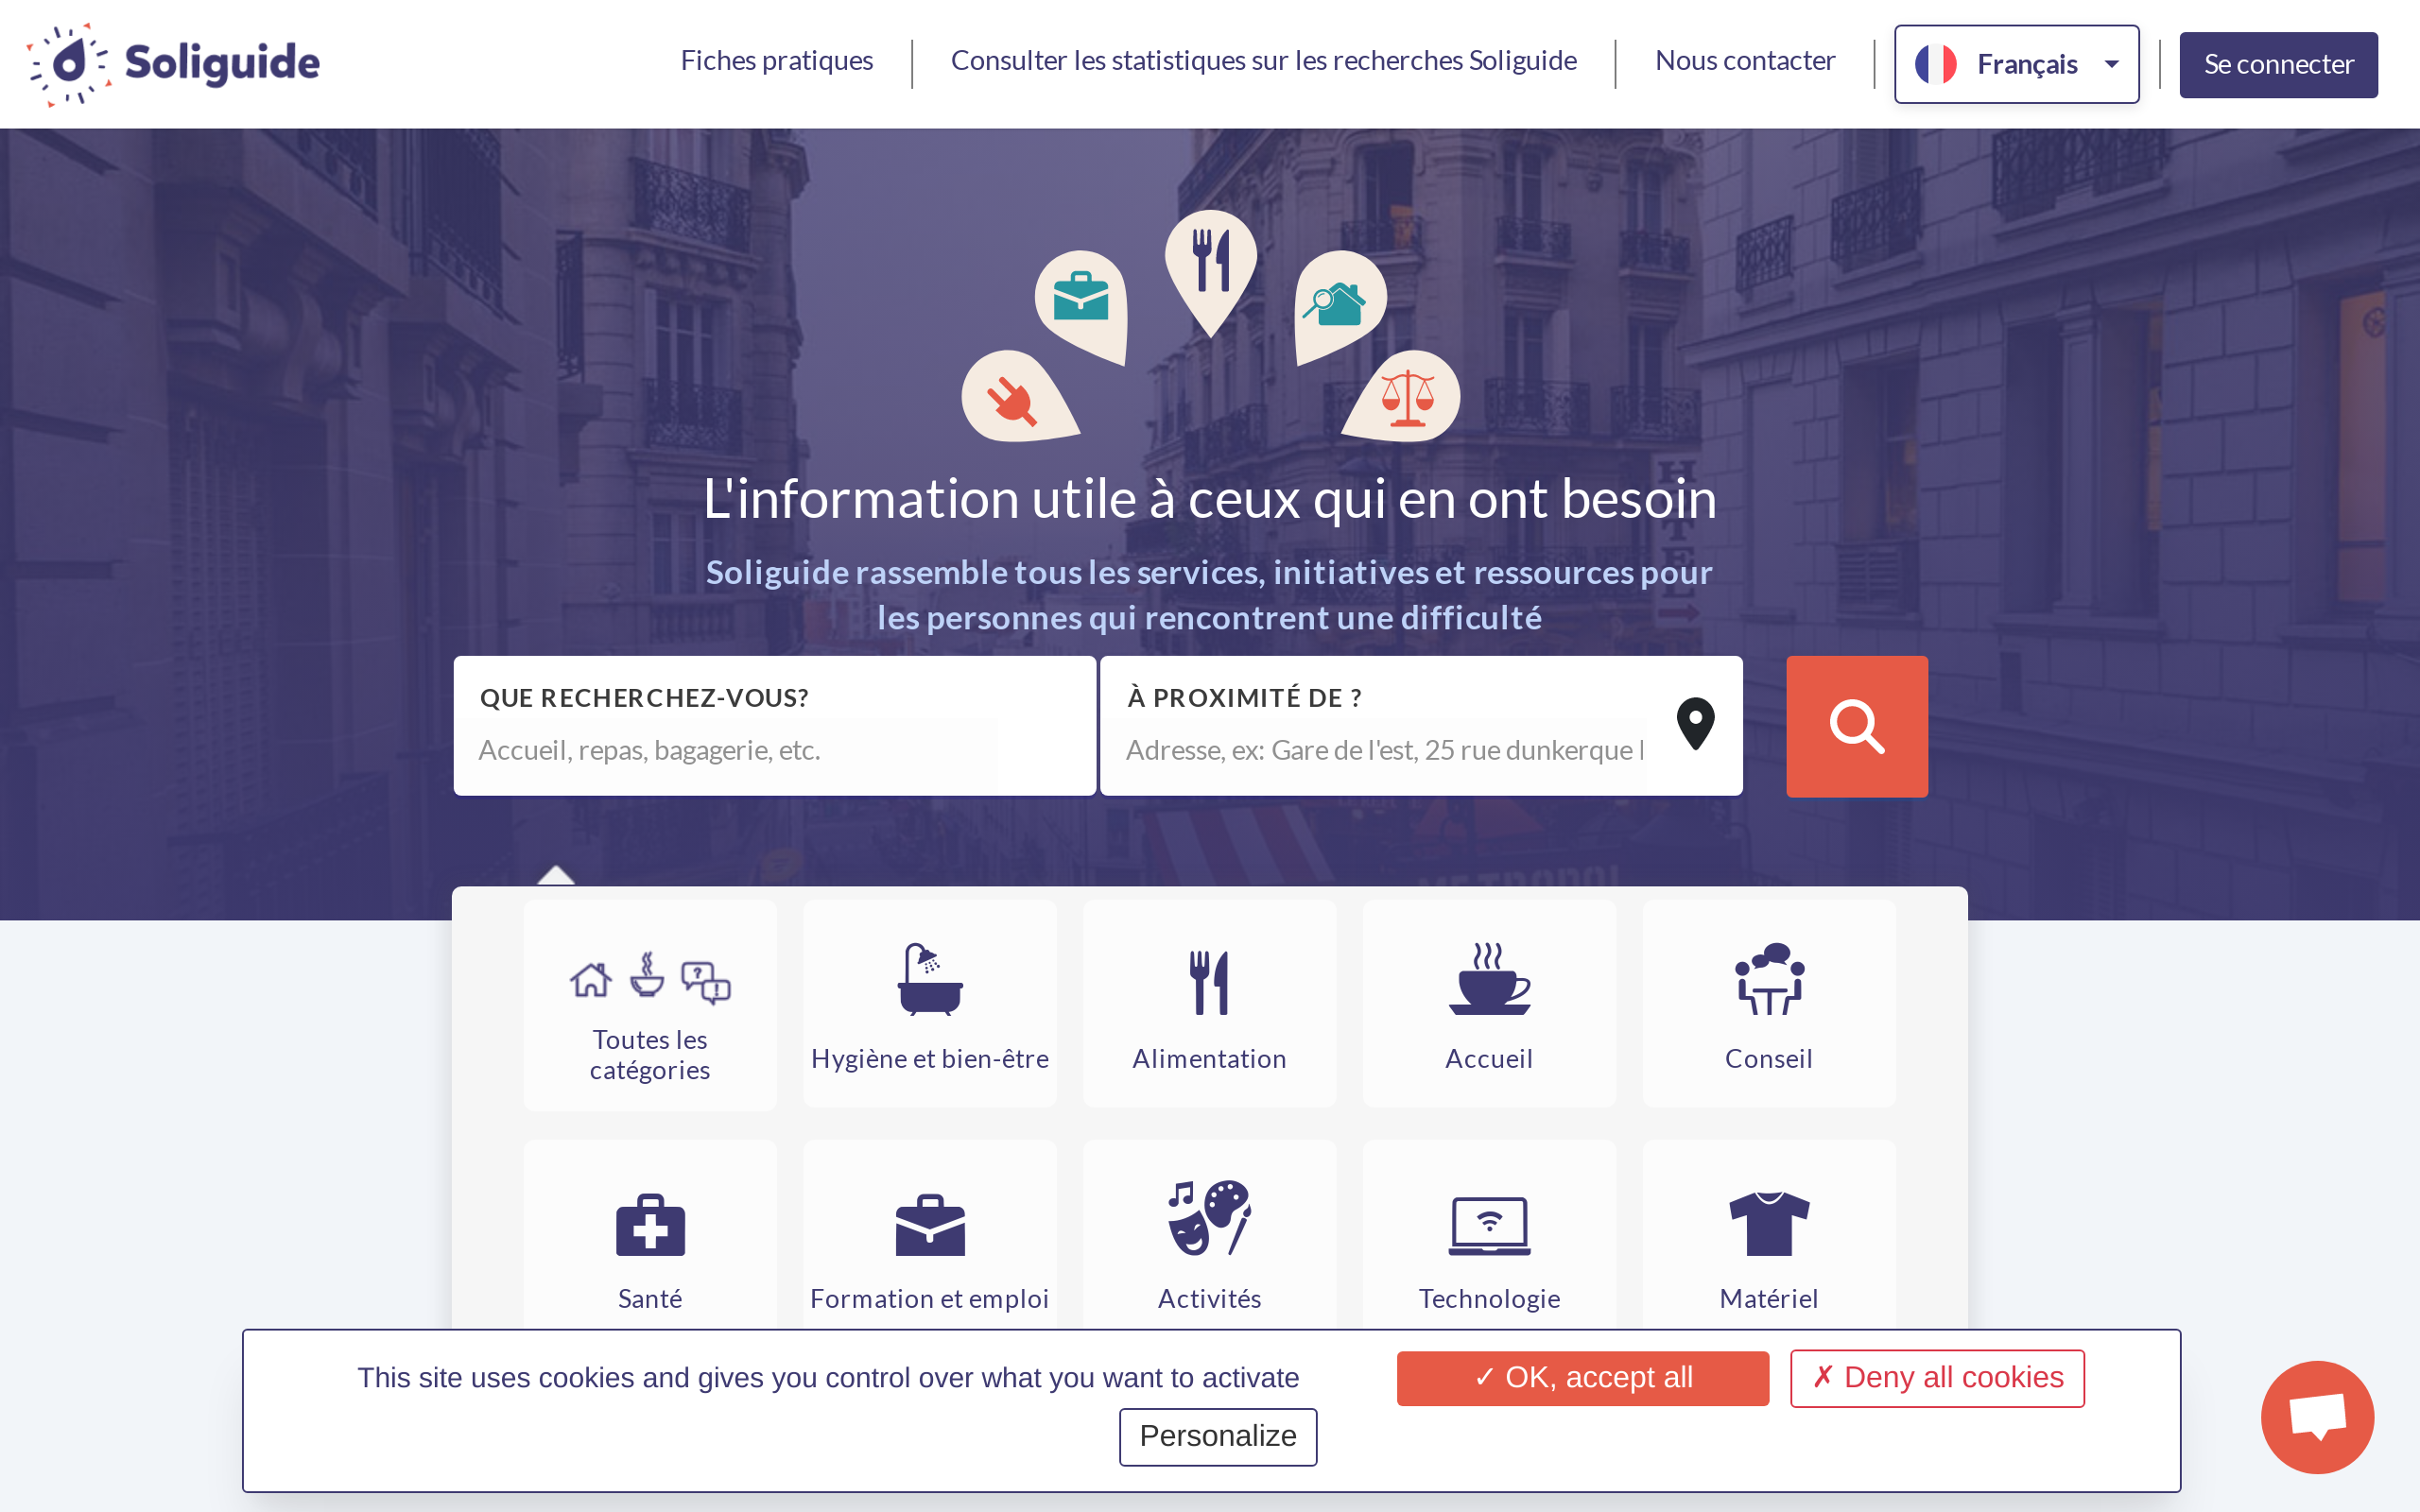 Soliguide
Fiches pratiques
Consulter les statistiques sur les recherches Soliguide
Nous contacter
Français
Se connecter
L'information utile à ceux qui en ont besoin
Soliguide rassemble tous les services, initiatives et ressources pour
les personnes qui rencontrent une difficulté
QUE RECHERCHEZ-VOUS?
Accueil, repas, bagagerie, etc.
À PROXIMITÉ DE ?
Adresse, ex: Gare de l'est, 25 rue dunkerque
Toutes les
catégories
Hygiène et bien-être
Alimentation
Accueil
Conseil
Santé
Formation et emploi
Activités
Technologie
Matériel
This site uses cookies and gives you control over what you want to activate
✓ OK, accept all
✗ Deny all cookies
Personalize